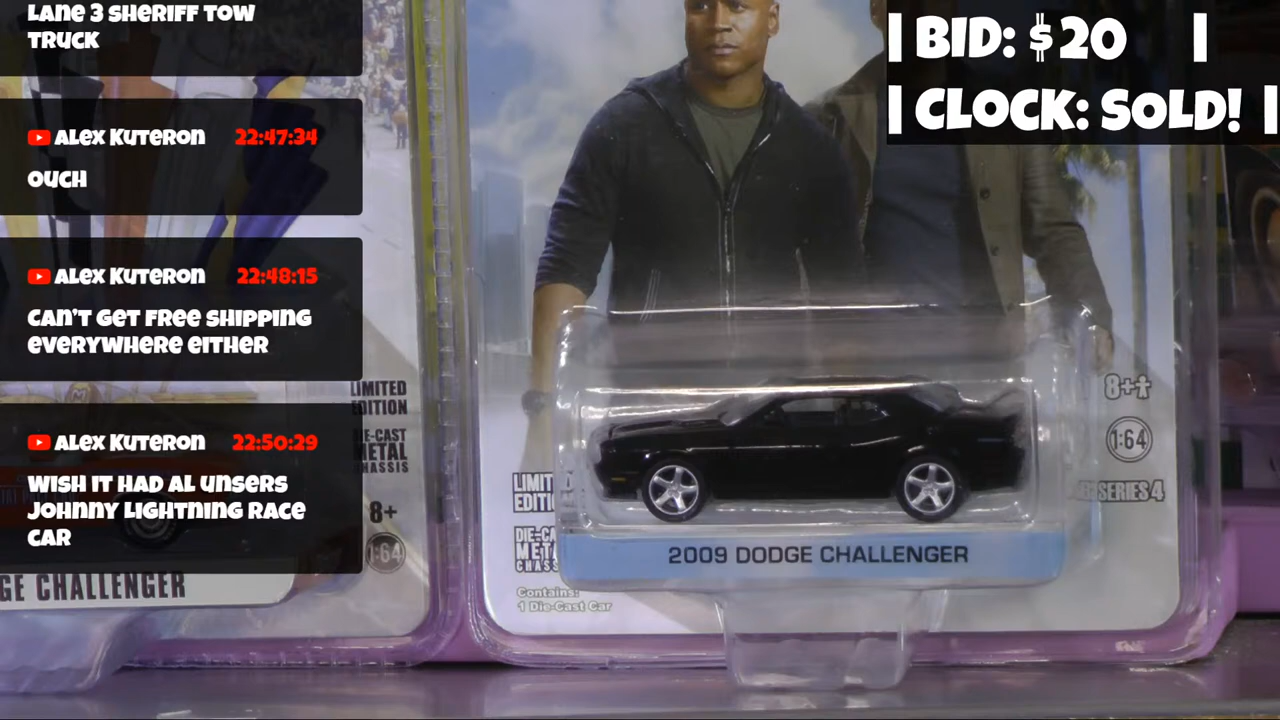 LANE 3 SHERIFF TOW
TRUCK
ALEX KUTERON 22:47:34
OUCH
ALEX KUTERON 22:48:15
CAN'T GET FREE SHIPPING
EVERYWHERE EITHER
ALEX KUTERON 22:50:29
WISH IT HAD AL UNSERS
JOHNNY LIGHTNING RACE
CAR
| BID: $20 |
| CLOCK: SOLD! |
LIMITED
EDITION
DIE-CAST
METAL
CHASSIS
8+
1:64
GE CHALLENGER
8+
1:64
SERIES 4
LIMITED
EDITION
DIE-CA
META
CHASS
2009 DODGE CHALLENGER
Contains:
1 Die-Cast Car